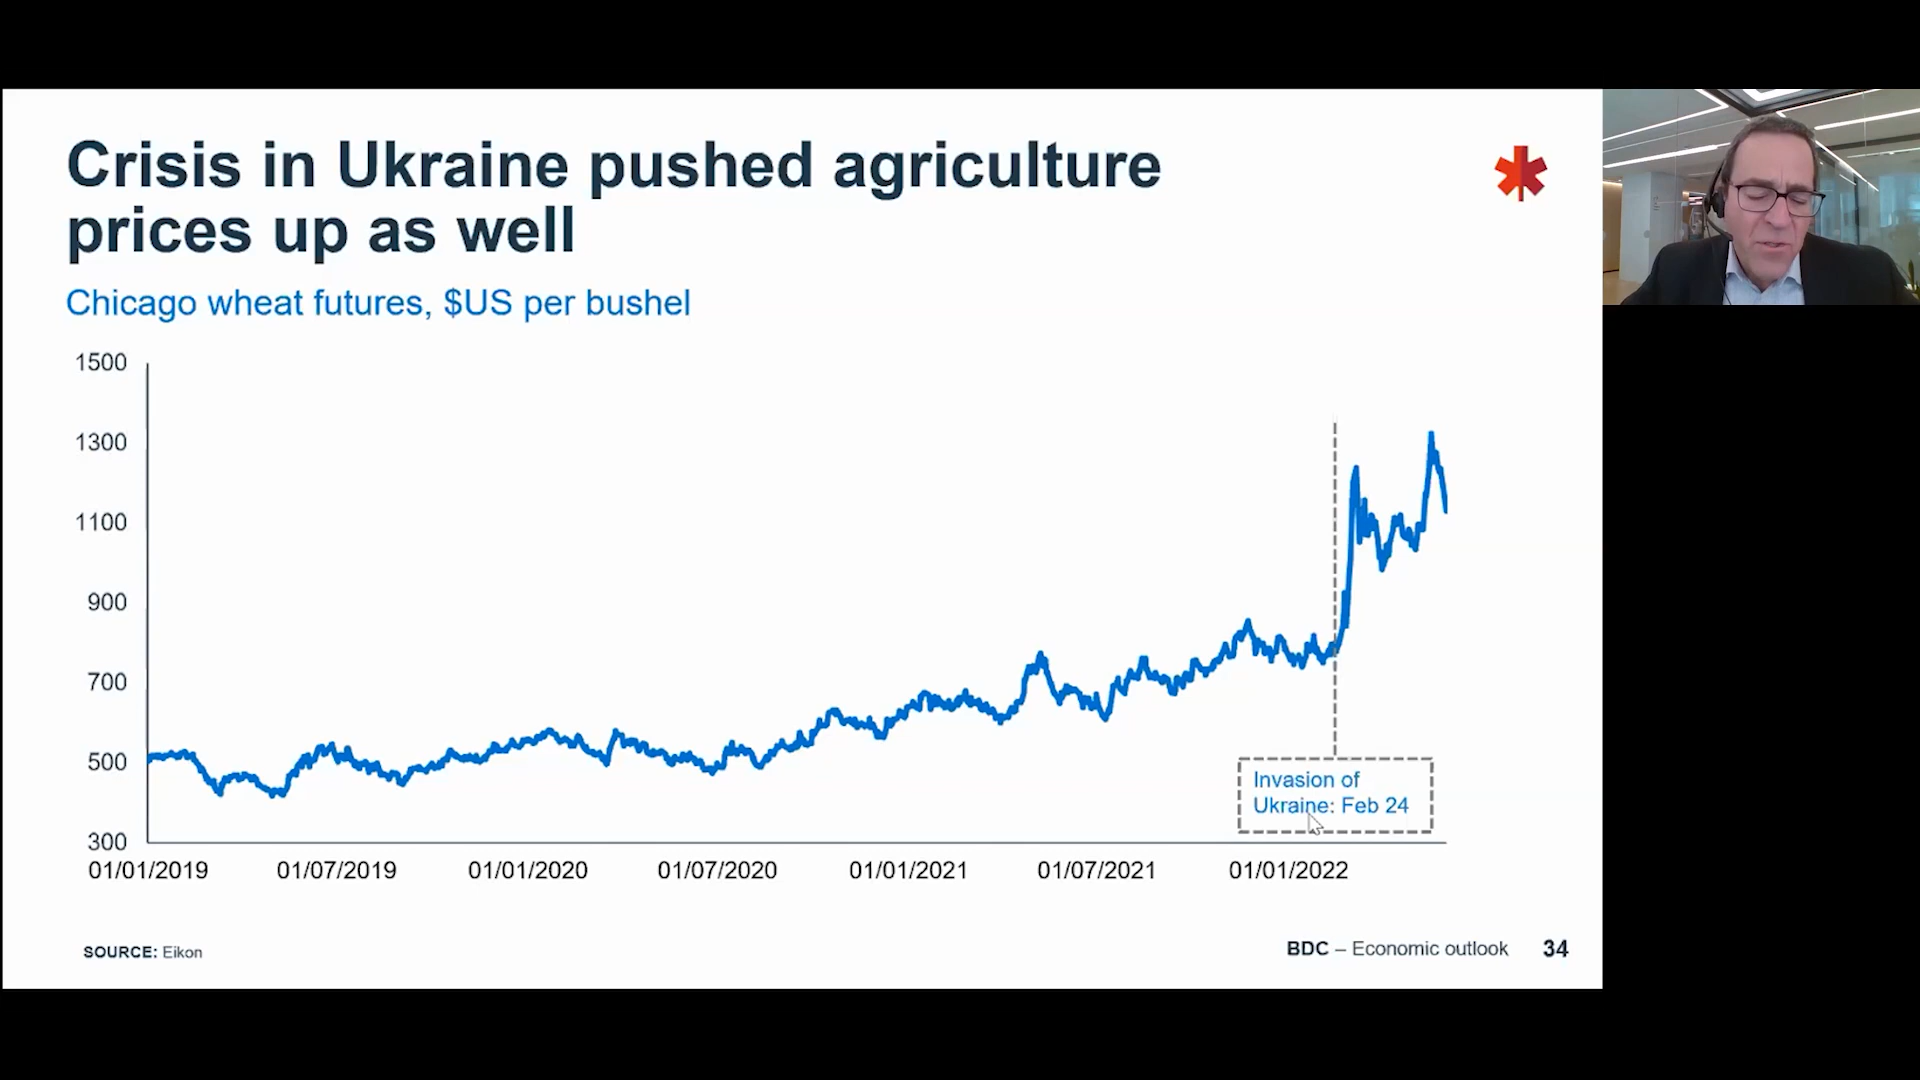 Crisis in Ukraine pushed agriculture
prices up as well
Chicago wheat futures, $US per bushel
1500
1300
1100
900
700
500
300
01/01/2019 01/07/2019 01/01/2020 01/07/2020 01/01/2021 01/07/2021 01/01/2022
Invasion of
Ukraine: Feb 24
SOURCE: Eikon
BDC – Economic outlook 34